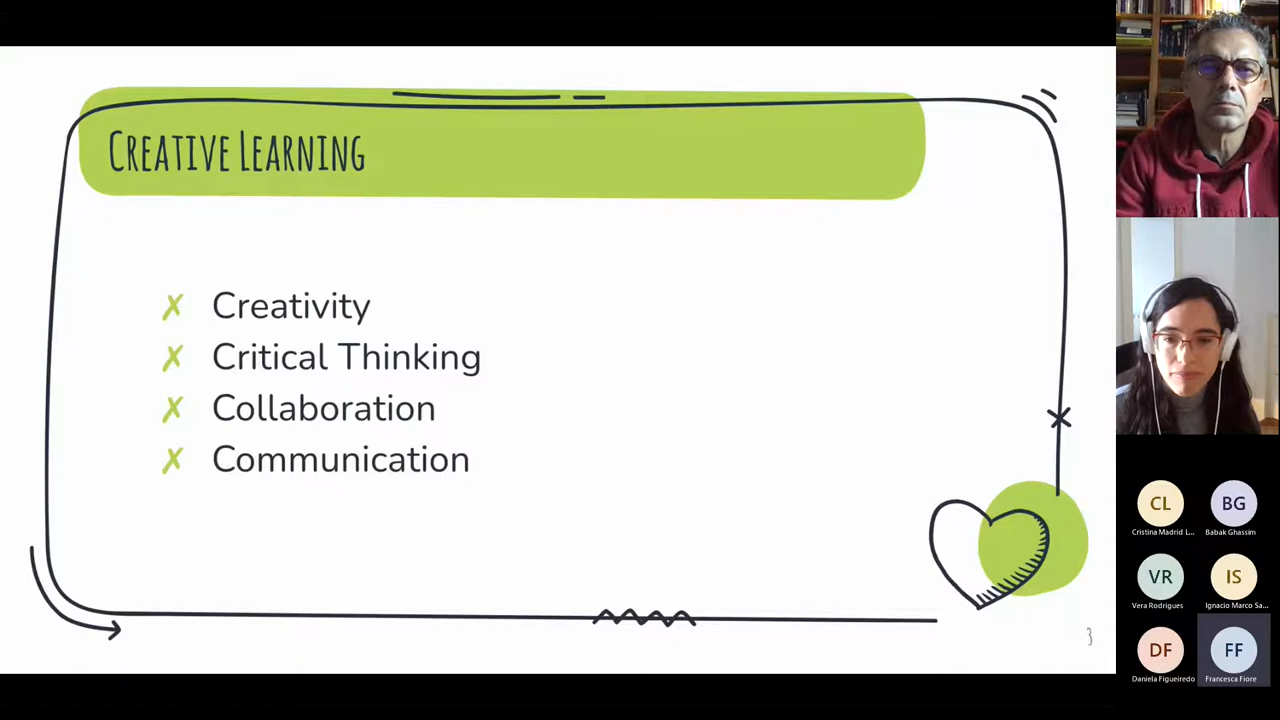 Creative Learning
✗ Creativity
✗ Critical Thinking
✗ Collaboration
✗ Communication
3
CL
Cristina Madrid L...
BG
Babak Ghassim
VR
Vera Rodrigues
IS
Ignacio Marco Sa...
DF
Daniela Figueiredo
FF
Francesca Fiore